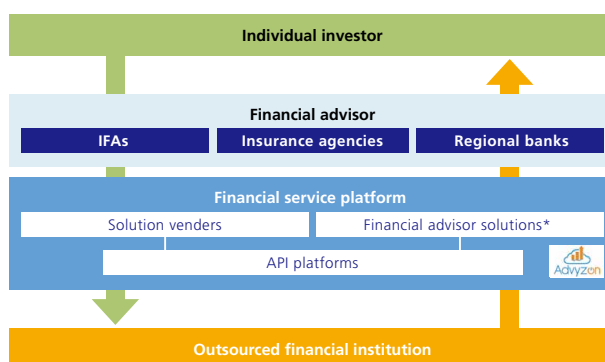 Individual investor
Financial advisor
IFAs
Insurance agencies
Regional banks
Financial service platform
Solution venders
Financial advisor solutions*
API platforms
Advyzon
Outsourced financial institution